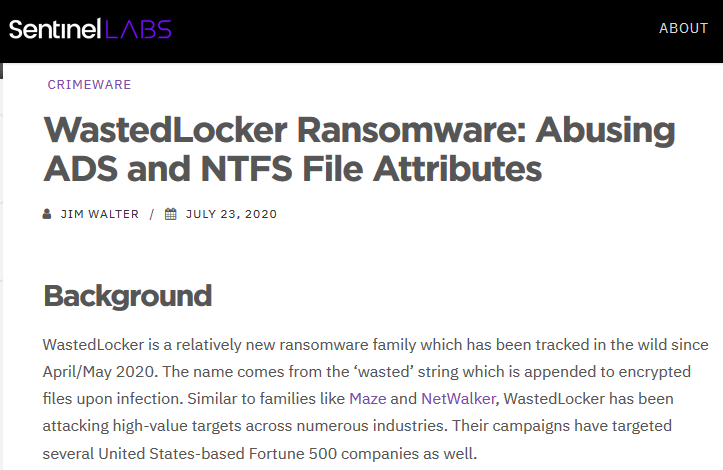 SentinelLABS
ABOUT
CRIMEWARE
WastedLocker Ransomware: Abusing
ADS and NTFS File Attributes
JIM WALTER / JULY 23, 2020
Background
WastedLocker is a relatively new ransomware family which has been tracked in the wild since
April/May 2020. The name comes from the ‘wasted’ string which is appended to encrypted
files upon infection. Similar to families like Maze and NetWalker, WastedLocker has been
attacking high-value targets across numerous industries. Their campaigns have targeted
several United States-based Fortune 500 companies as well.